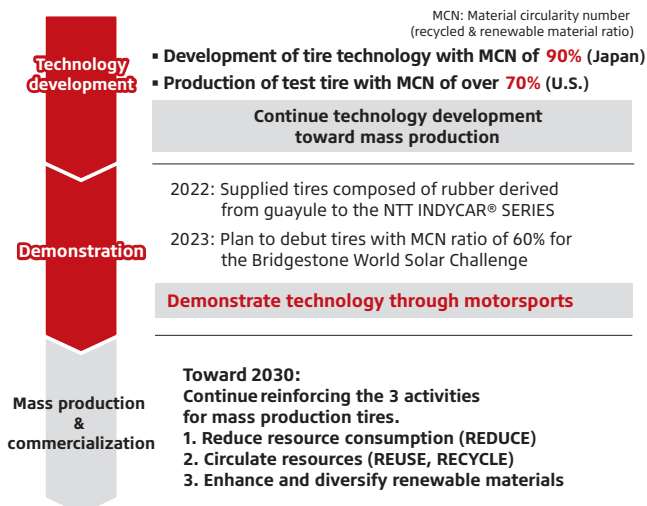 MCN: Material circularity number
(recycled & renewable material ratio)
Technology
development
▪ Development of tire technology with MCN of 90% (Japan)
▪ Production of test tire with MCN of over 70% (U.S.)
Continue technology development
toward mass production
2022: Supplied tires composed of rubber derived
from guayule to the NTT INDYCAR® SERIES
Demonstration
2023: Plan to debut tires with MCN ratio of 60% for
the Bridgestone World Solar Challenge
Demonstrate technology through motorsports
Mass production
&
commercialization
Toward 2030:
Continue reinforcing the 3 activities
for mass production tires.
1. Reduce resource consumption (REDUCE)
2. Circulate resources (REUSE, RECYCLE)
3. Enhance and diversify renewable materials